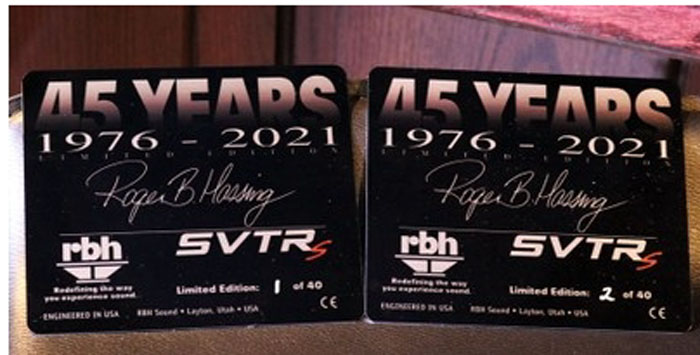 45 YEARS
1976 - 2021
LIMITED EDITION
Roger B. Hassing
rbh
SVTRs
Redefining the way
you experience sound.
Limited Edition: 1 of 40
ENGINEERED IN USA
RBH Sound • Layton, Utah • USA
CE
45 YEARS
1976 - 2021
LIMITED EDITION
Roger B. Hassing
rbh
SVTRs
Redefining the way
you experience sound.
Limited Edition: 2 of 40
ENGINEERED IN USA
RBH Sound • Layton, Utah • USA
CE